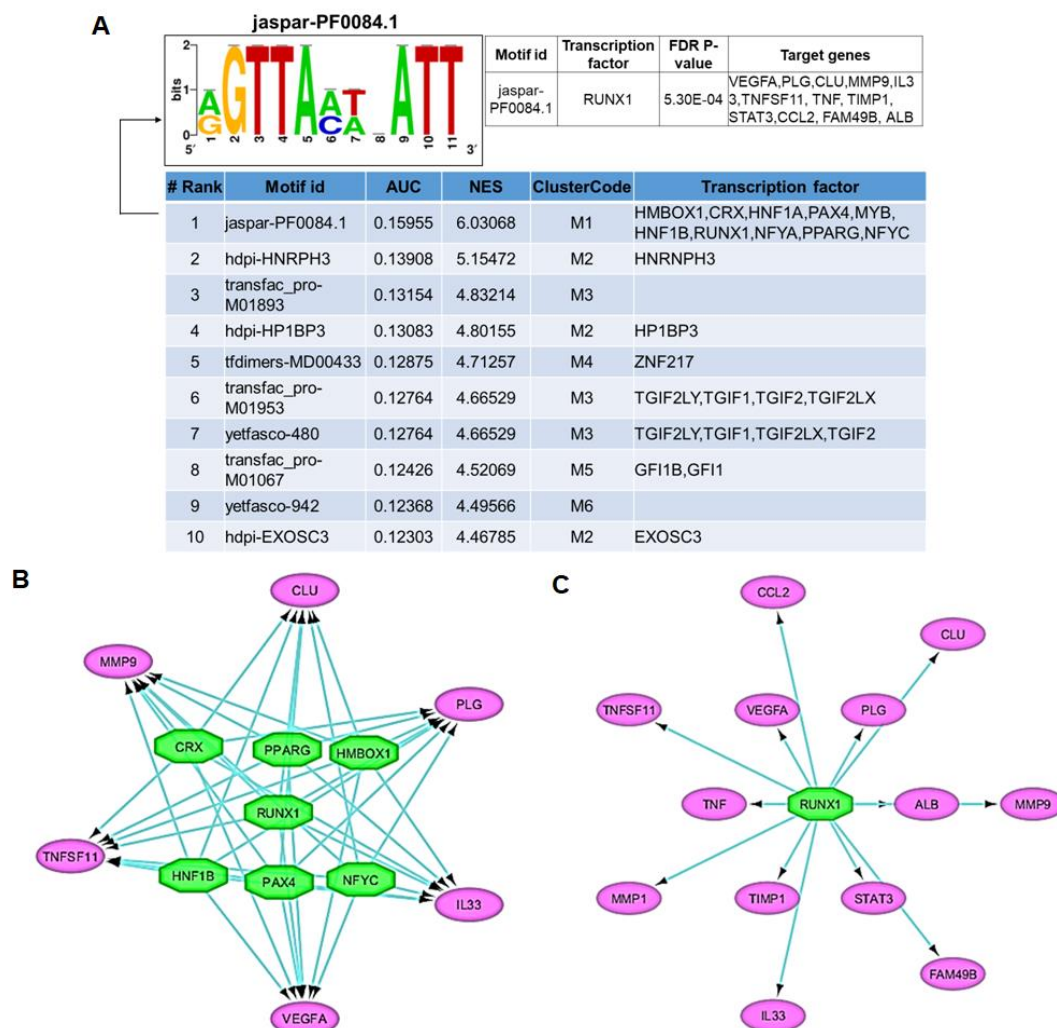 A
jaspar-PF0084.1
2
bits
1
0
AG G T T A AC TA _ A T T
1 2 3 4 5 6 7 8 9 10 11
5′ 3′
Motif id Transcription factor FDR P-value Target genes
jaspar-PF0084.1 RUNX1 5.30E-04 VEGFA,PLG,CLU,MMP9,IL3
3,TNFSF11, TNF, TIMP1,
STAT3,CCL2, FAM49B, ALB
# Rank Motif id AUC NES ClusterCode Transcription factor
1 jaspar-PF0084.1 0.15955 6.03068 M1 HMBOX1,CRX,HNF1A,PAX4,MYB,
HNF1B,RUNX1,NFYA,PPARG,NFYC
2 hdpi-HNRPH3 0.13908 5.15472 M2 HNRNPH3
3 transfac_pro-M01893 0.13154 4.83214 M3
4 hdpi-HP1BP3 0.13083 4.80155 M2 HP1BP3
5 tfdimers-MD00433 0.12875 4.71257 M4 ZNF217
6 transfac_pro-M01953 0.12764 4.66529 M3 TGIF2LY,TGIF1,TGIF2,TGIF2LX
7 yetfasco-480 0.12764 4.66529 M3 TGIF2LY,TGIF1,TGIF2LX,TGIF2
8 transfac_pro-M01067 0.12426 4.52069 M5 GFI1B,GFI1
9 yetfasco-942 0.12368 4.49566 M6
10 hdpi-EXOSC3 0.12303 4.46785 M2 EXOSC3
B
CLU
MMP9
PLG
CRX PPARG HMBOX1
RUNX1
TNFSF11
HNF1B PAX4 NFYC
IL33
VEGFA
C
CCL2
CLU
TNFSF11 VEGFA PLG
TNF RUNX1 ALB MMP9
MMP1 TIMP1 STAT3
FAM49B
IL33